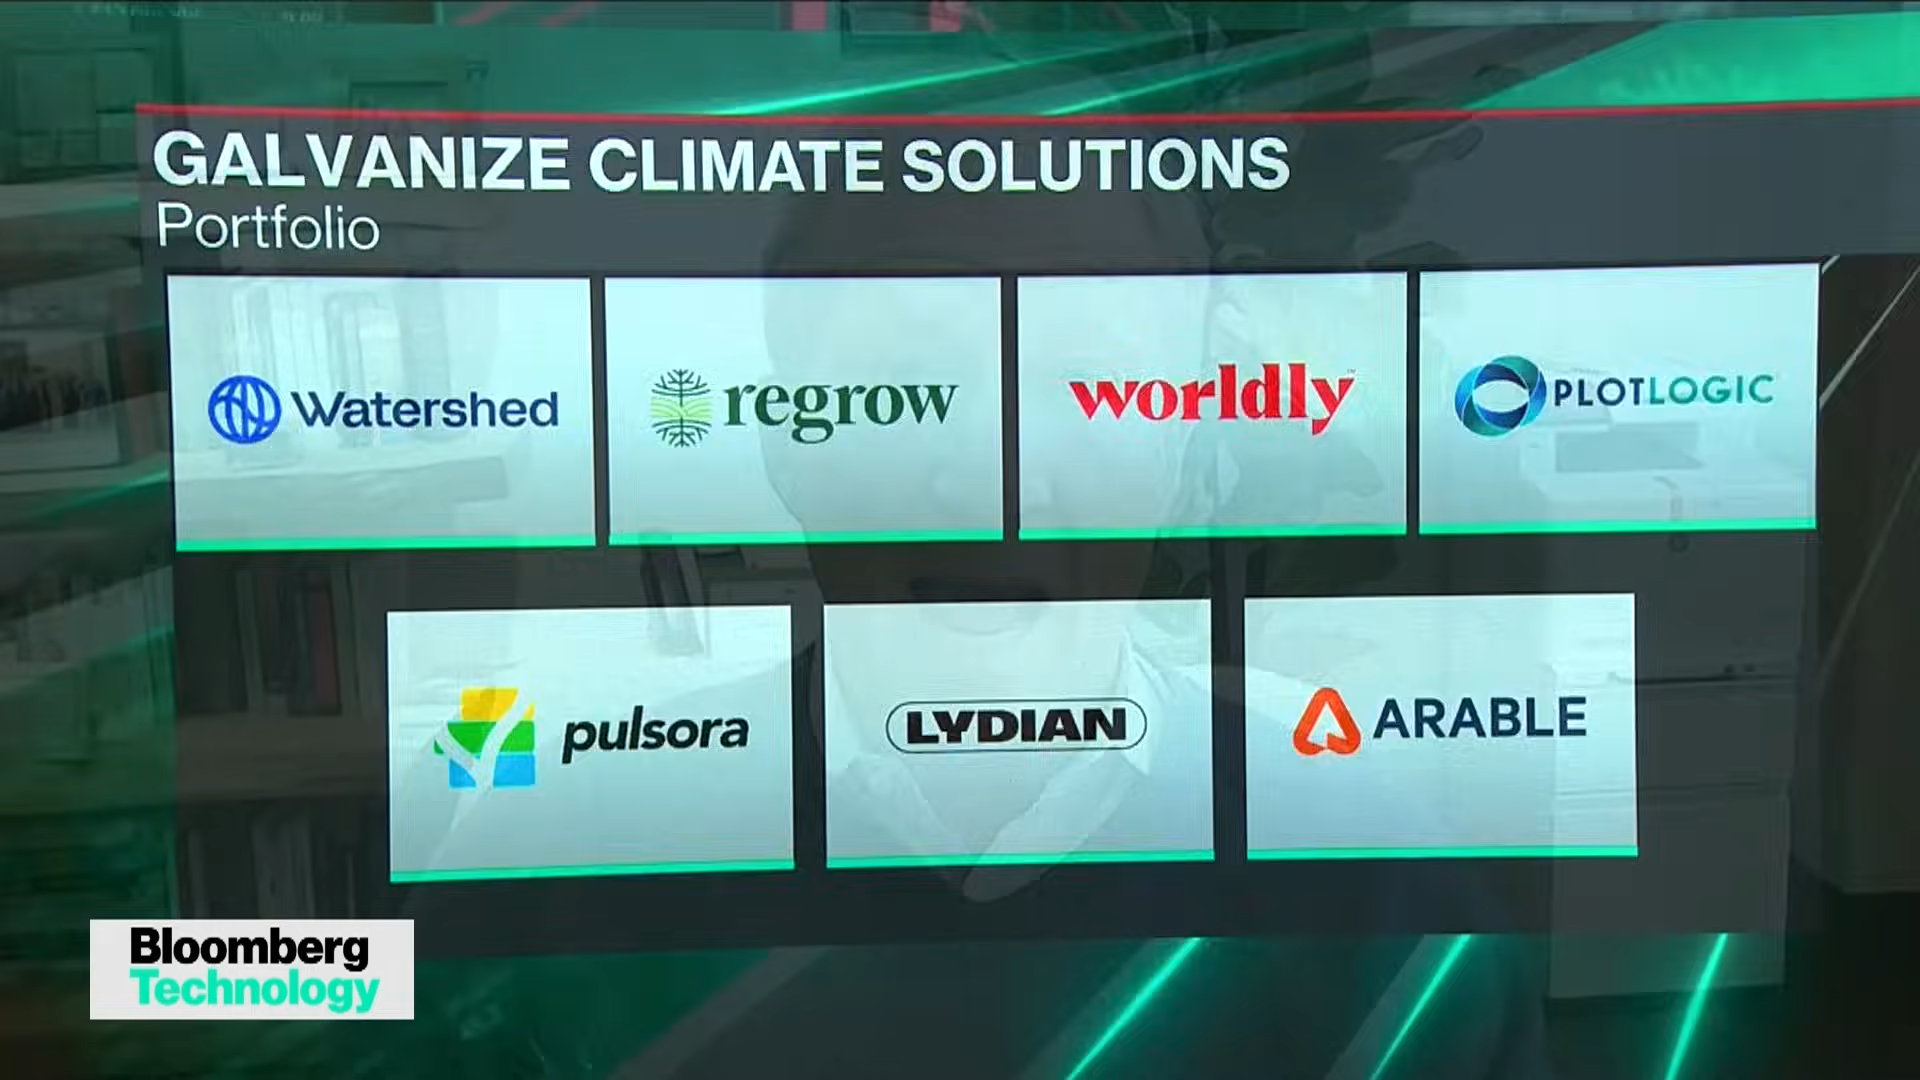 GALVANIZE CLIMATE SOLUTIONS
Portfolio
Watershed
regrow
worldly
PLOTLOGIC
pulsora
LYDIAN
ARABLE
Bloomberg
Technology